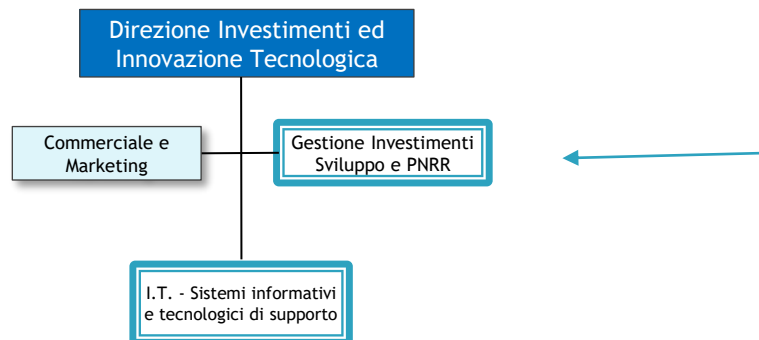 Direzione Investimenti ed
Innovazione Tecnologica
Commerciale e
Marketing
Gestione Investimenti
Sviluppo e PNRR
I.T. - Sistemi informativi
e tecnologici di supporto